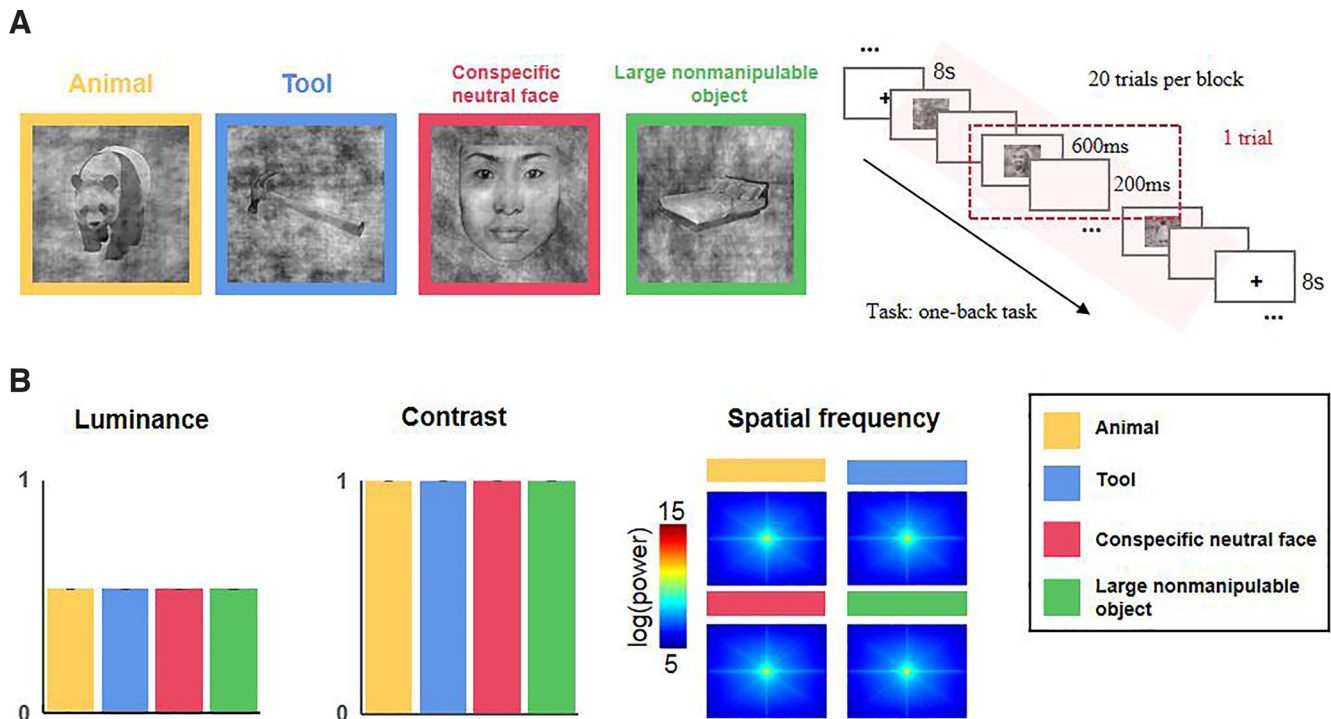 A
Animal
Tool
Conspecific
neutral face
Large nonmanipulable
object
...
8s
+
20 trials per block
1 trial
600ms
200ms
...
+
8s
...
Task: one-back task
B
Luminance
1
0
Contrast
1
0
Spatial frequency
15
log(power)
5
Animal
Tool
Conspecific neutral face
Large nonmanipulable
object